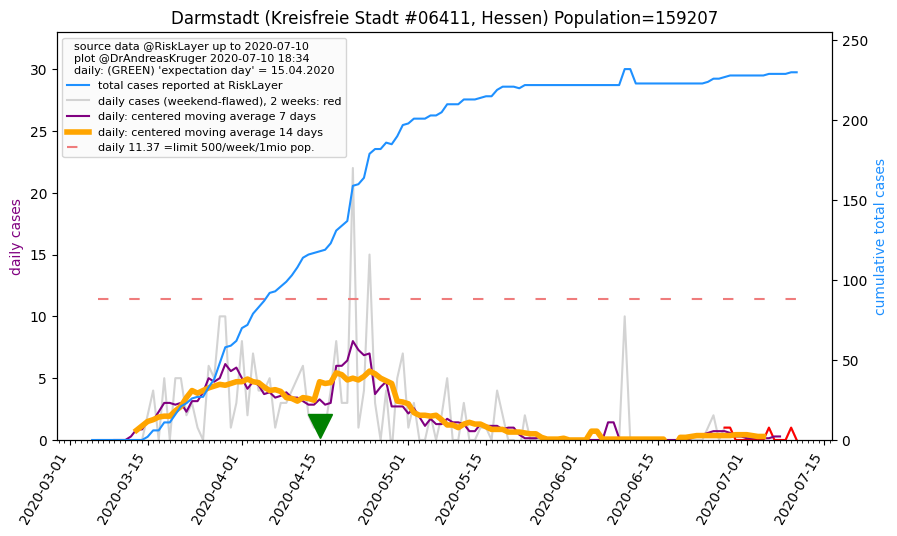 Darmstadt (Kreisfreie Stadt #06411, Hessen) Population=159207
source data @RiskLayer up to 2020-07-10
plot @DrAndreasKruger 2020-07-10 18:34
daily: (GREEN) 'expectation day' = 15.04.2020
total cases reported at RiskLayer
daily cases (weekend-flawed), 2 weeks: red
daily: centered moving average 7 days
daily: centered moving average 14 days
daily 11.37 =limit 500/week/1mio pop.
daily cases
30
25
20
15
10
5
0
cumulative total cases
250
200
150
100
50
0
2020-03-01
2020-03-15
2020-04-01
2020-04-15
2020-05-01
2020-05-15
2020-06-01
2020-06-15
2020-07-01
2020-07-15